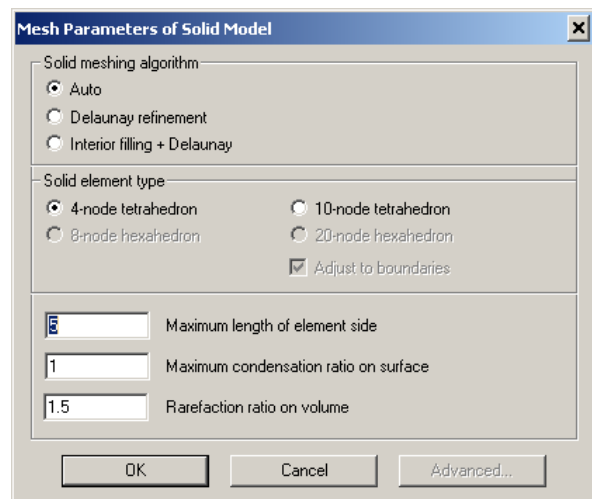 Mesh Parameters of Solid Model
Solid meshing algorithm
Auto
Delaunay refinement
Interior filling + Delaunay
Solid element type
4-node tetrahedron 10-node tetrahedron
8-node hexahedron 20-node hexahedron
Adjust to boundaries
5 Maximum length of element side
1 Maximum condensation ratio on surface
1.5 Rarefaction ratio on volume
OK Cancel Advanced...